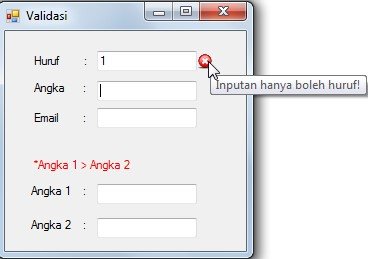 Validasi
Huruf : 1
Inputan hanya boleh huruf!
Angka :
Email :
*Angka 1 > Angka 2
Angka 1 :
Angka 2 :